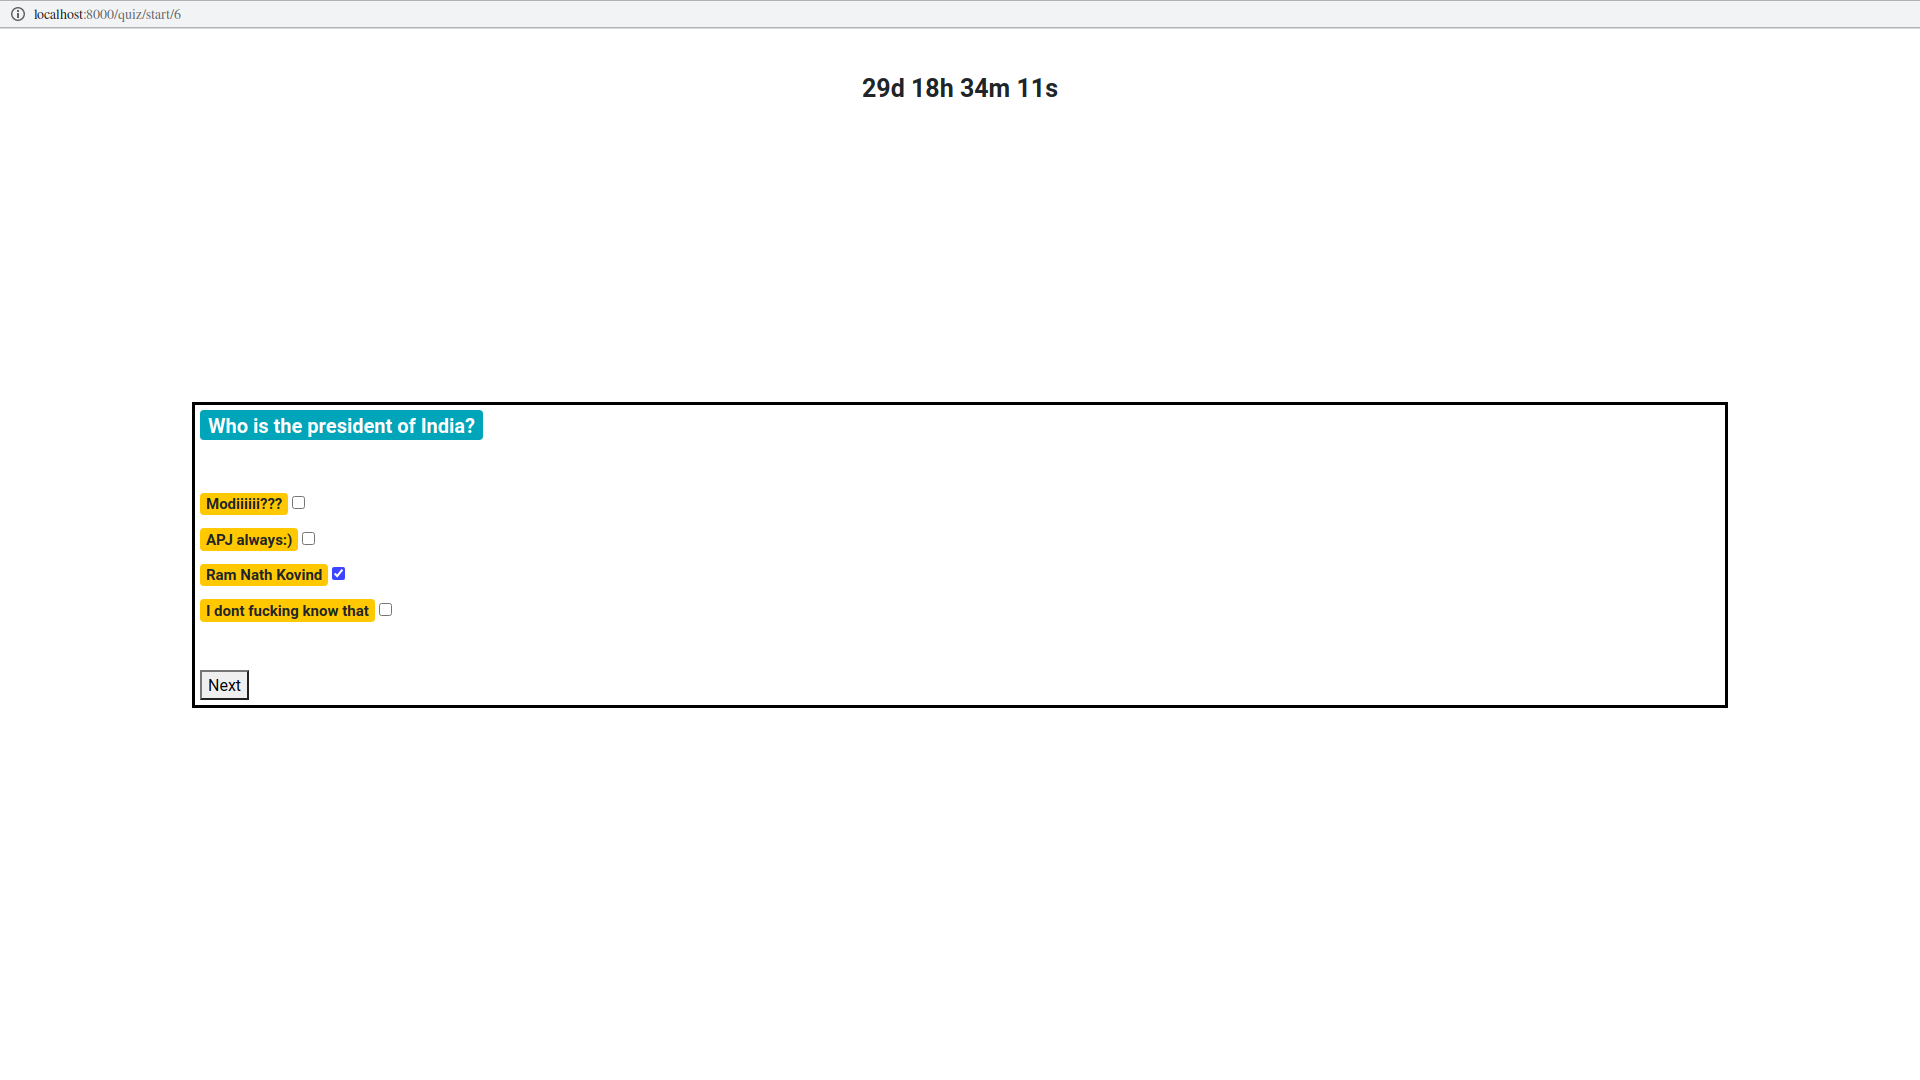 localhost:8000/quiz/start/6
29d 18h 34m 11s
Who is the president of India?
Modiiiiii???
APJ always:)
Ram Nath Kovind
I dont fucking know that
Next